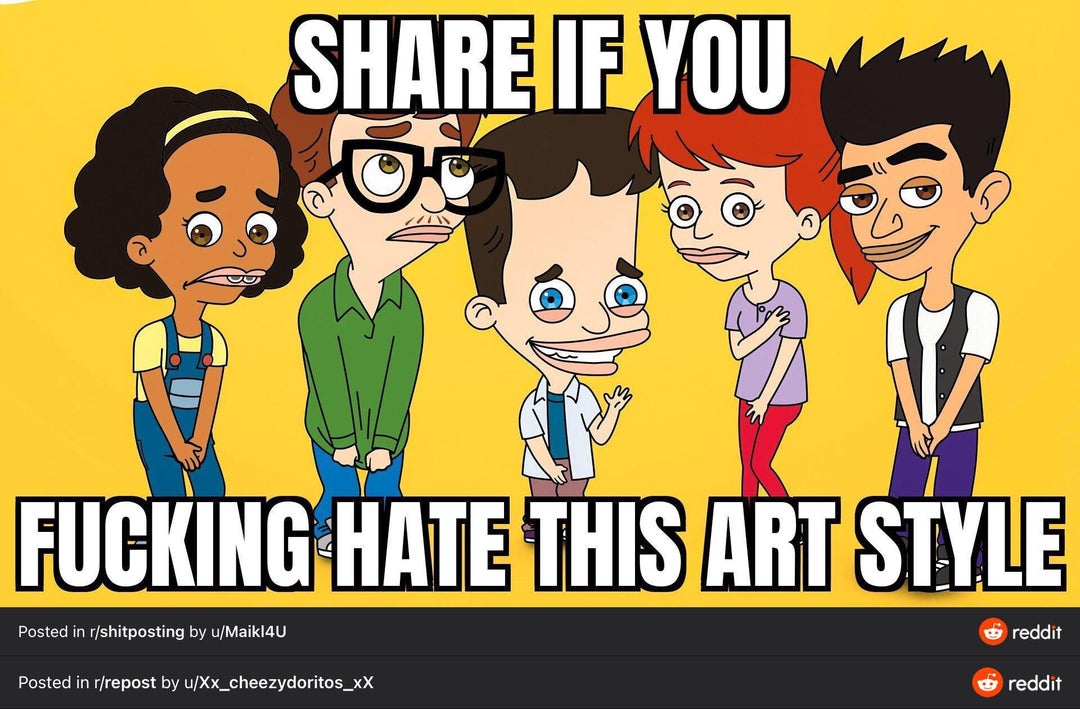 SHARE IF YOU
FUCKING HATE THIS ART STYLE
Posted in r/shitposting by u/Maikl4U
reddit
Posted in r/repost by u/Xx_cheezydoritos_xX
reddit